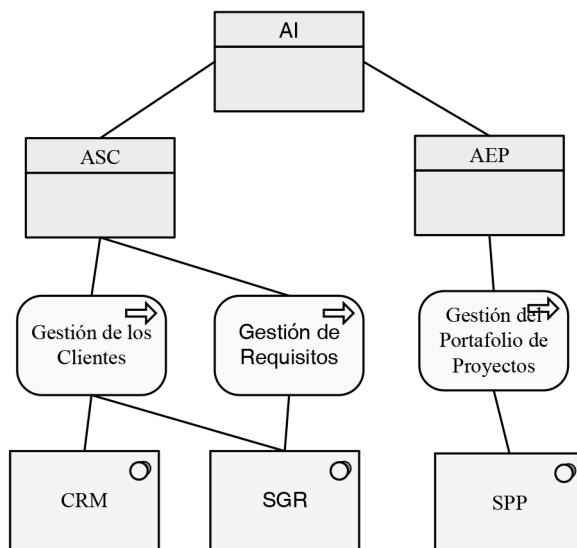 AI
ASC
AEP
Gestión de los
Clientes
Gestión de
Requisitos
Gestión del
Portafolio de
Proyectos
CRM
SGR
SPP